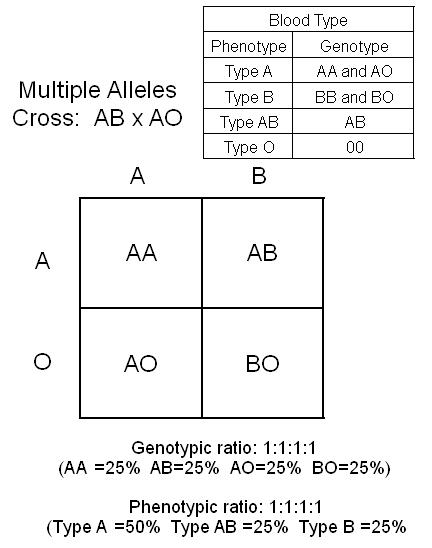 Blood Type
Phenotype Genotype
Type A AA and AO
Type B BB and BO
Type AB AB
Type O 00
Multiple Alleles
Cross: AB x AO
A B
A AA AB
O AO BO
Genotypic ratio: 1:1:1:1
(AA =25% AB=25% AO=25% BO=25%)
Phenotypic ratio: 1:1:1:1
(Type A =50% Type AB =25% Type B =25%